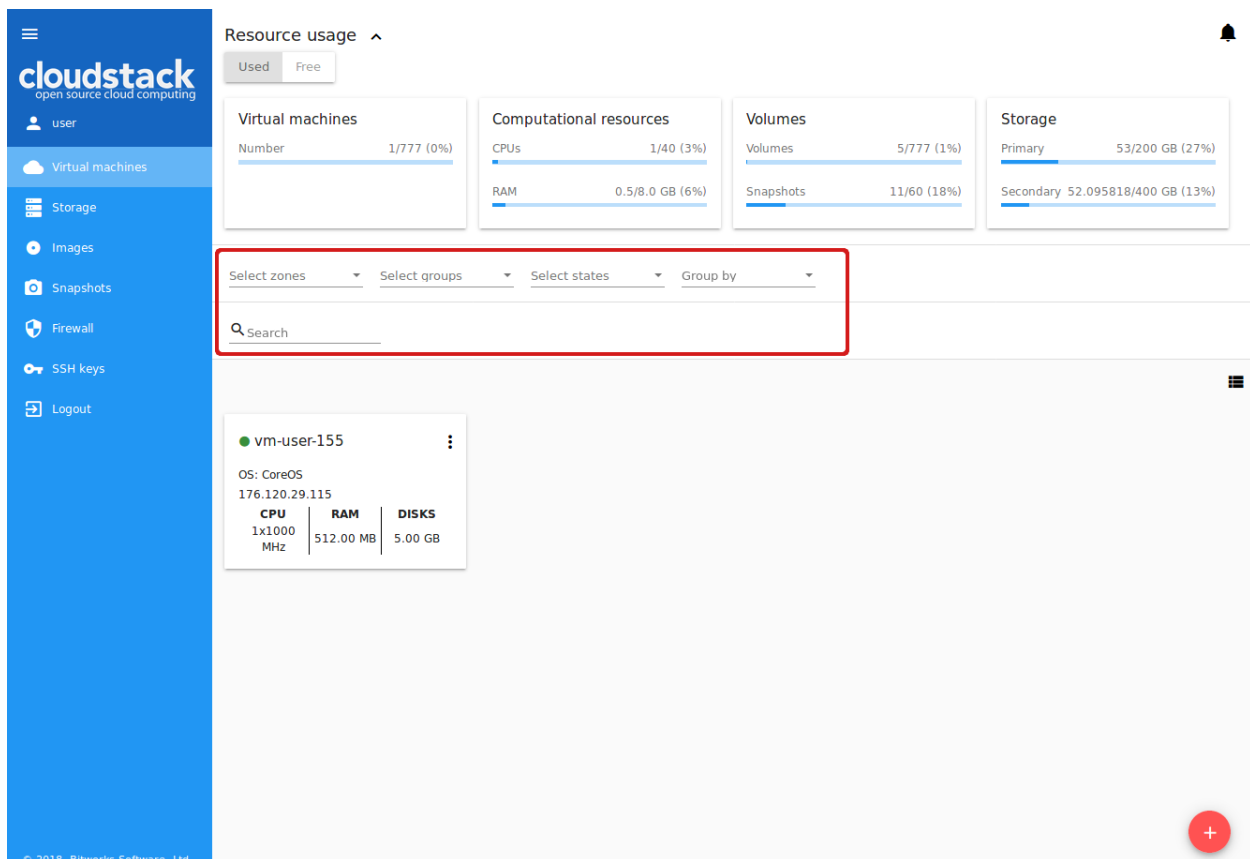 cloudstack
open source cloud computing
user
Virtual machines
Storage
Images
Snapshots
Firewall
SSH keys
Logout
© 2018, Bitworks Software, Ltd.
Resource usage
Used Free
Virtual machines
Number 1/777 (0%)
Computational resources
CPUs 1/40 (3%)
RAM 0.5/8.0 GB (6%)
Volumes
Volumes 5/777 (1%)
Snapshots 11/60 (18%)
Storage
Primary 53/200 GB (27%)
Secondary 52.095818/400 GB (13%)
Select zones Select groups Select states Group by
Search
vm-user-155
OS: CoreOS
176.120.29.115
CPU RAM DISKS
1x1000 MHz 512.00 MB 5.00 GB